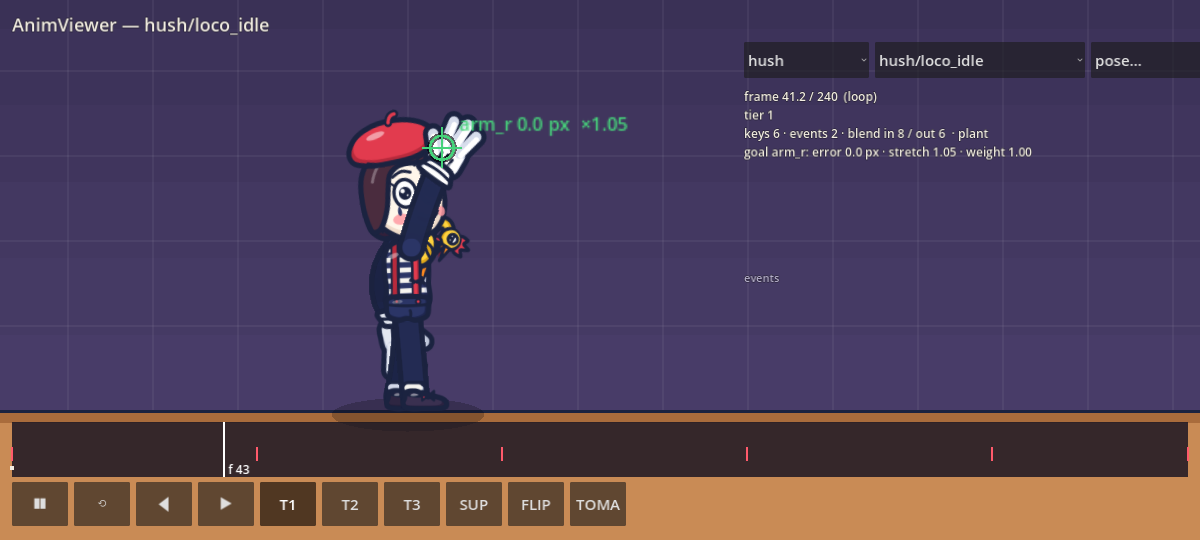 AnimViewer — hush/loco_idle
hush
hush/loco_idle
pose...
frame 41.2 / 240 (loop)
tier 1
keys 6 · events 2 · blend in 8 / out 6 · plant
goal arm_r: error 0.0 px · stretch 1.05 · weight 1.00
arm_r 0.0 px ×1.05
events
f 43
T1
T2
T3
SUP
FLIP
TOMA